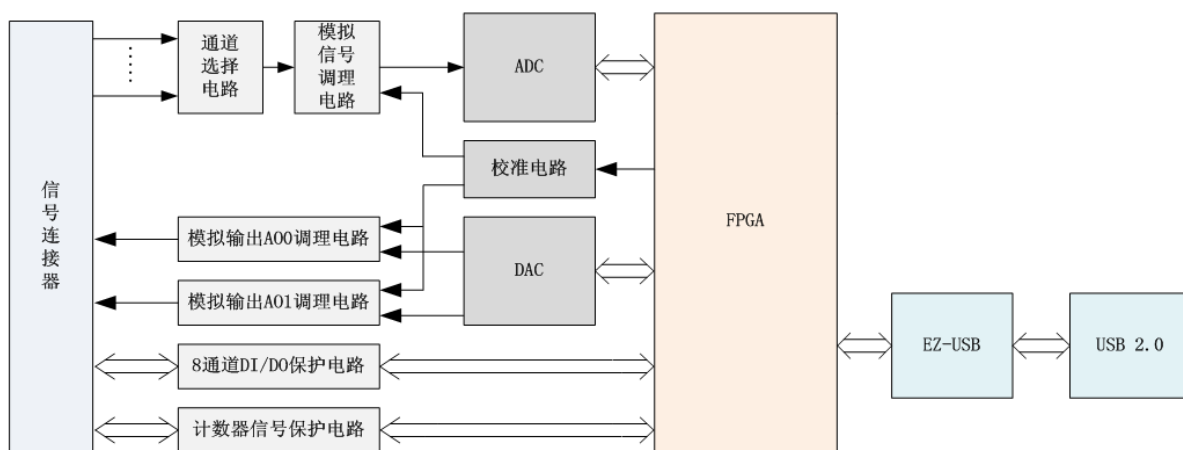 信号连接器
通道
选择
电路
模拟
信号
调理
电路
ADC
校准电路
模拟输出AO0调理电路
DAC
模拟输出AO1调理电路
8通道DI/DO保护电路
计数器信号保护电路
FPGA
EZ-USB
USB 2.0